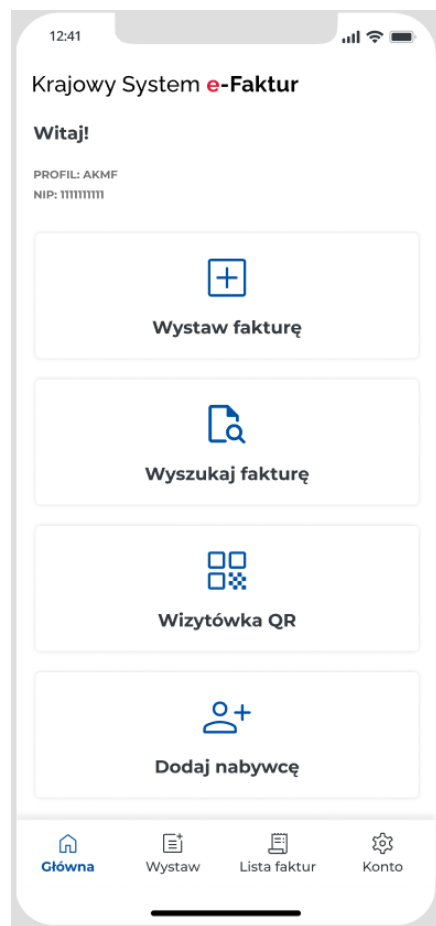 12:41
Krajowy System e-Faktur
Witaj!
PROFIL: AKMF
NIP: 1111111111
Wystaw fakturę
Wyszukaj fakturę
Wizytówka QR
Dodaj nabywcę
Główna Wystaw Lista faktur Konto